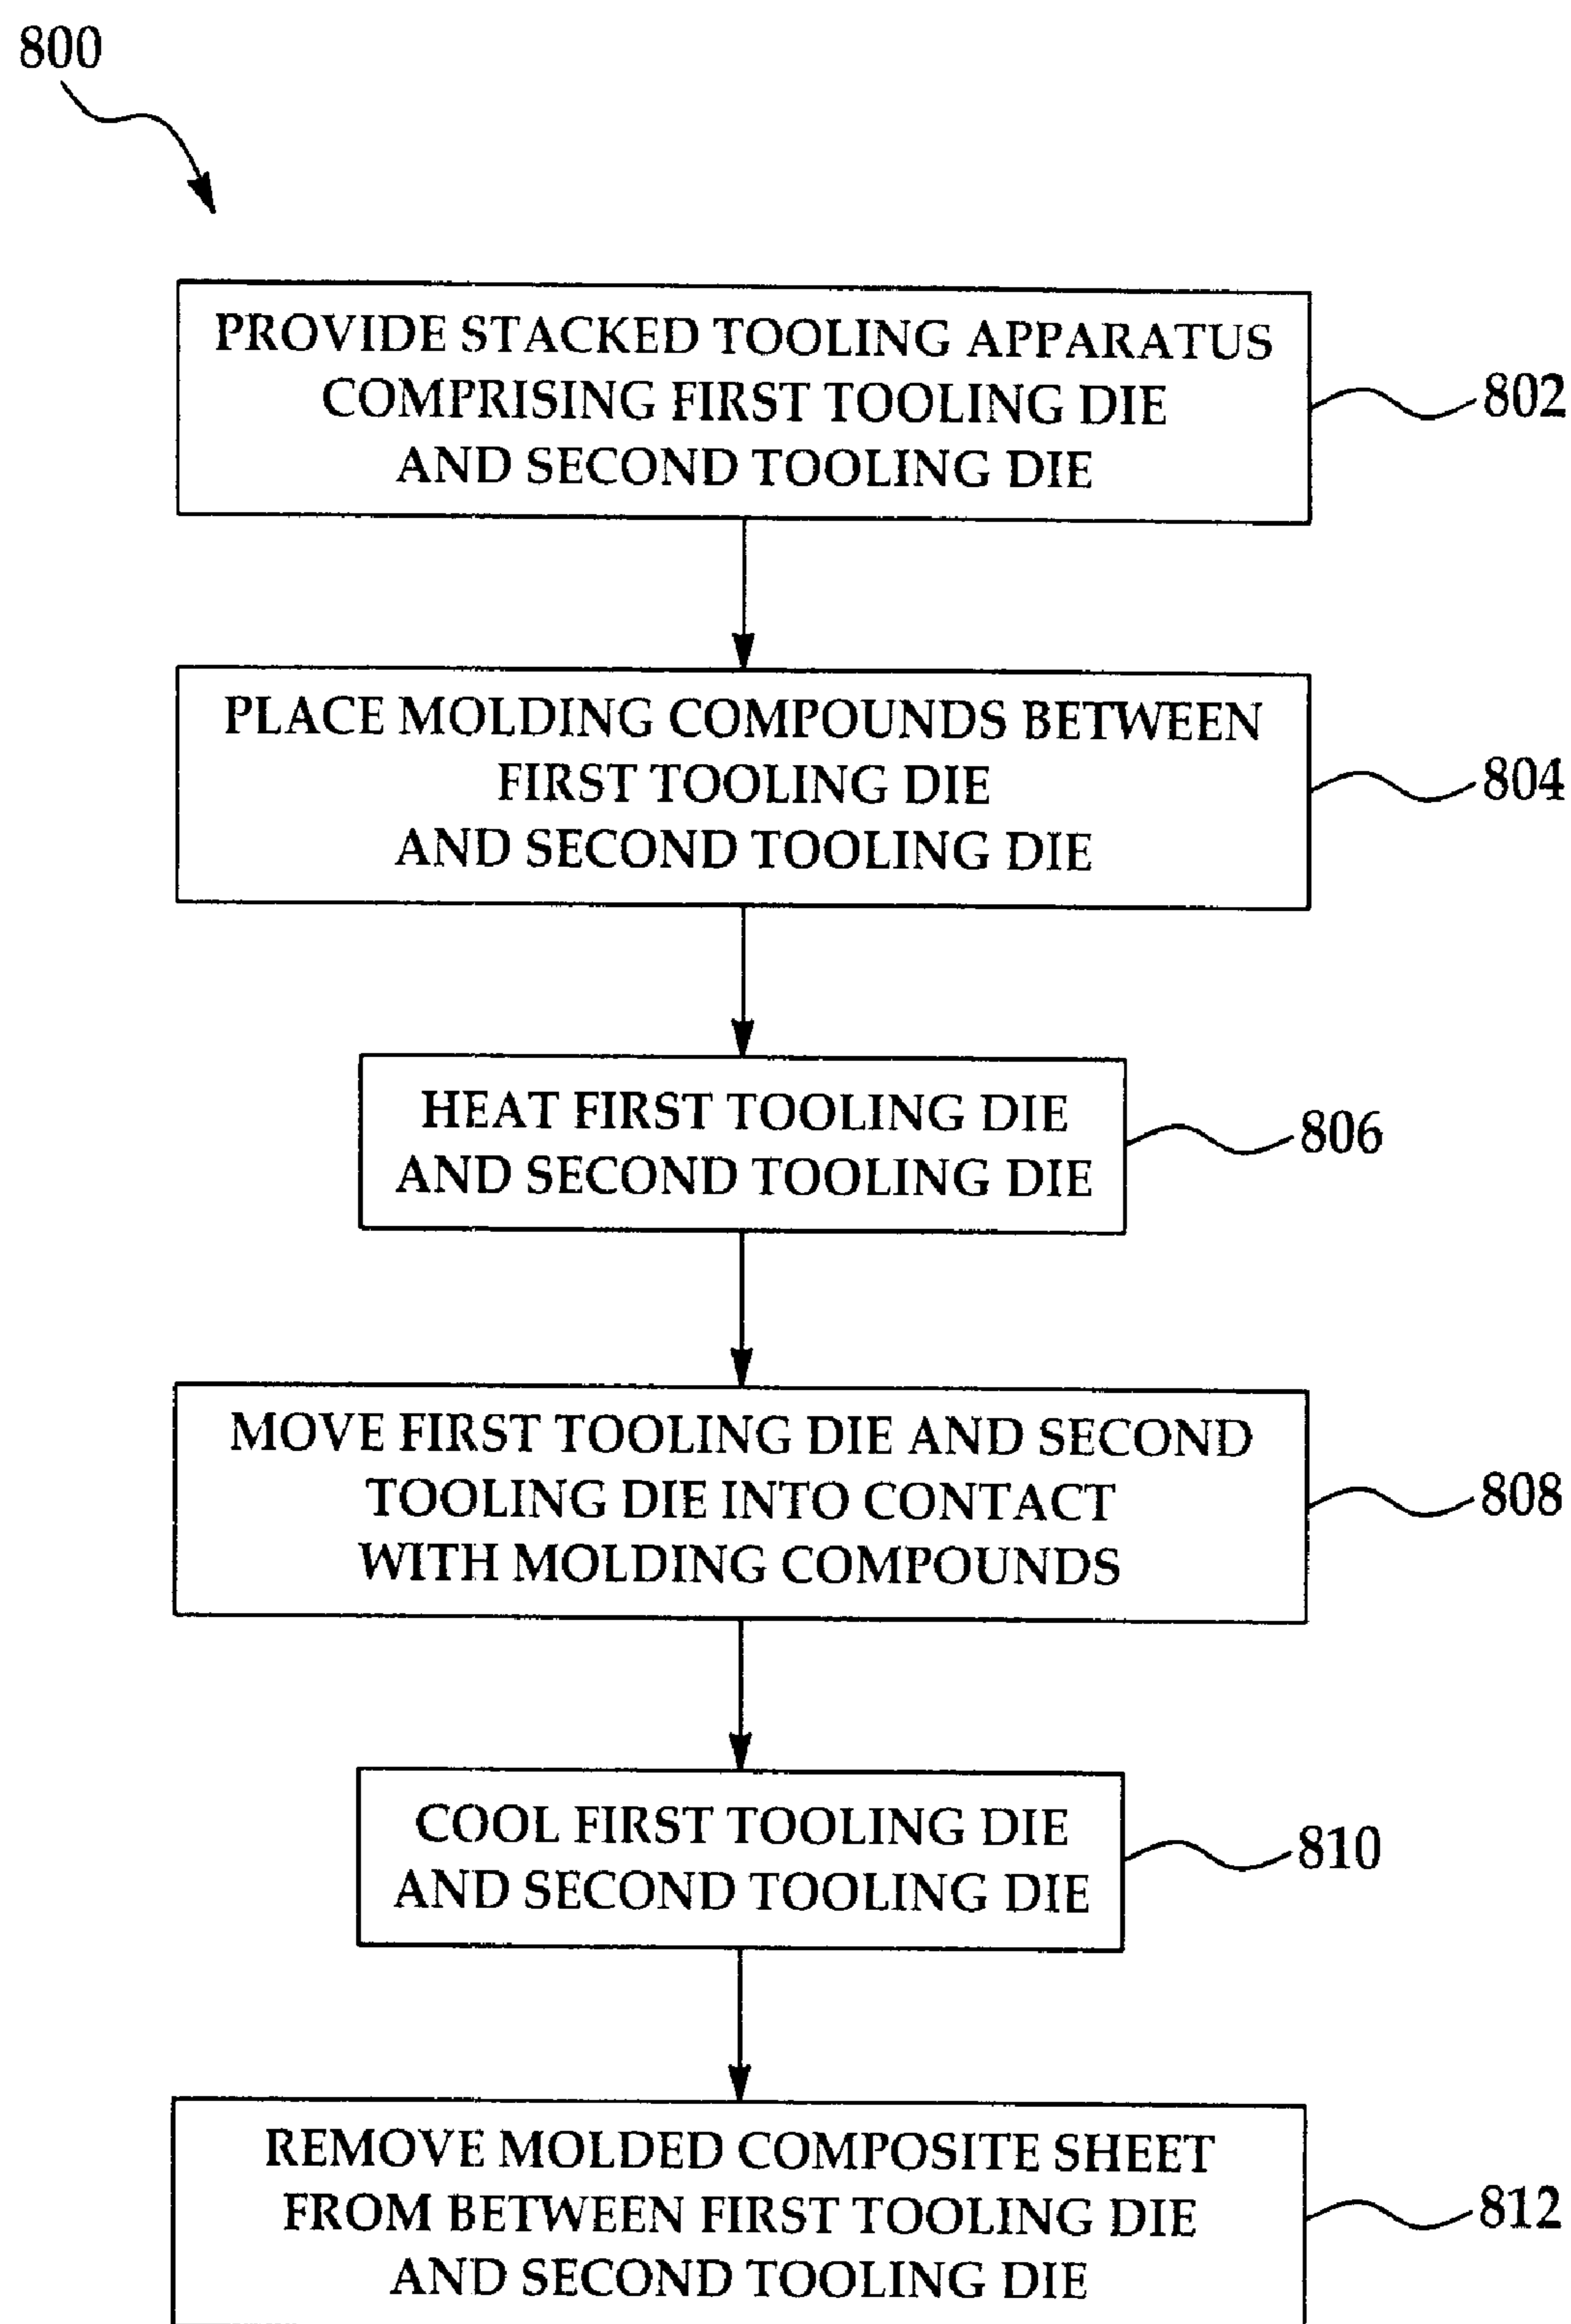 800
PROVIDE STACKED TOOLING APPARATUS
COMPRISING FIRST TOOLING DIE
AND SECOND TOOLING DIE
802
PLACE MOLDING COMPOUNDS BETWEEN
FIRST TOOLING DIE
AND SECOND TOOLING DIE
804
HEAT FIRST TOOLING DIE
AND SECOND TOOLING DIE
806
MOVE FIRST TOOLING DIE AND SECOND
TOOLING DIE INTO CONTACT
WITH MOLDING COMPOUNDS
808
COOL FIRST TOOLING DIE
AND SECOND TOOLING DIE
810
REMOVE MOLDED COMPOSITE SHEET
FROM BETWEEN FIRST TOOLING DIE
AND SECOND TOOLING DIE
812